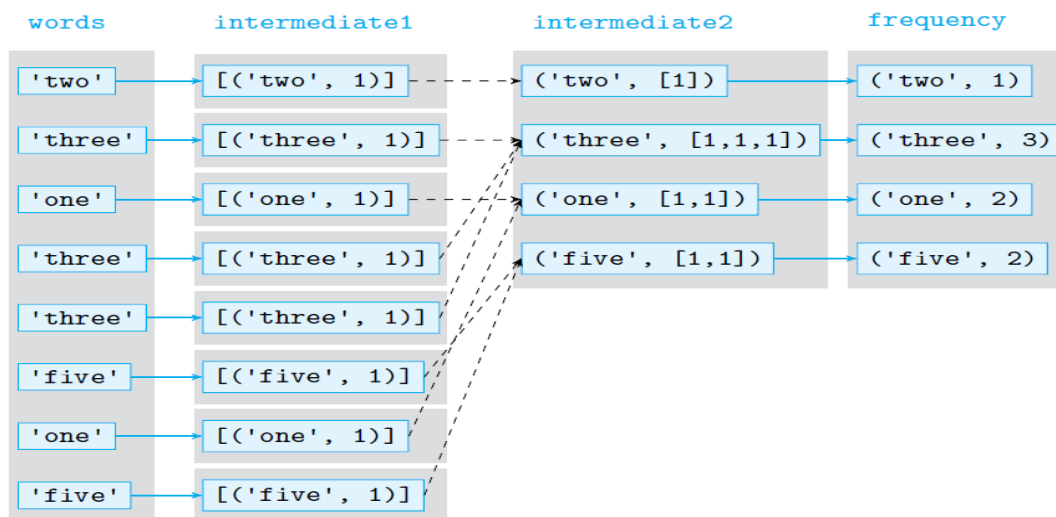 words intermediate1 intermediate2 frequency
'two' [('two', 1)] ('two', [1]) ('two', 1)
'three' [('three', 1)] ('three', [1,1,1]) ('three', 3)
'one' [('one', 1)] ('one', [1,1]) ('one', 2)
'three' [('three', 1)] ('five', [1,1]) ('five', 2)
'three' [('three', 1)]
'five' [('five', 1)]
'one' [('one', 1)]
'five' [('five', 1)]